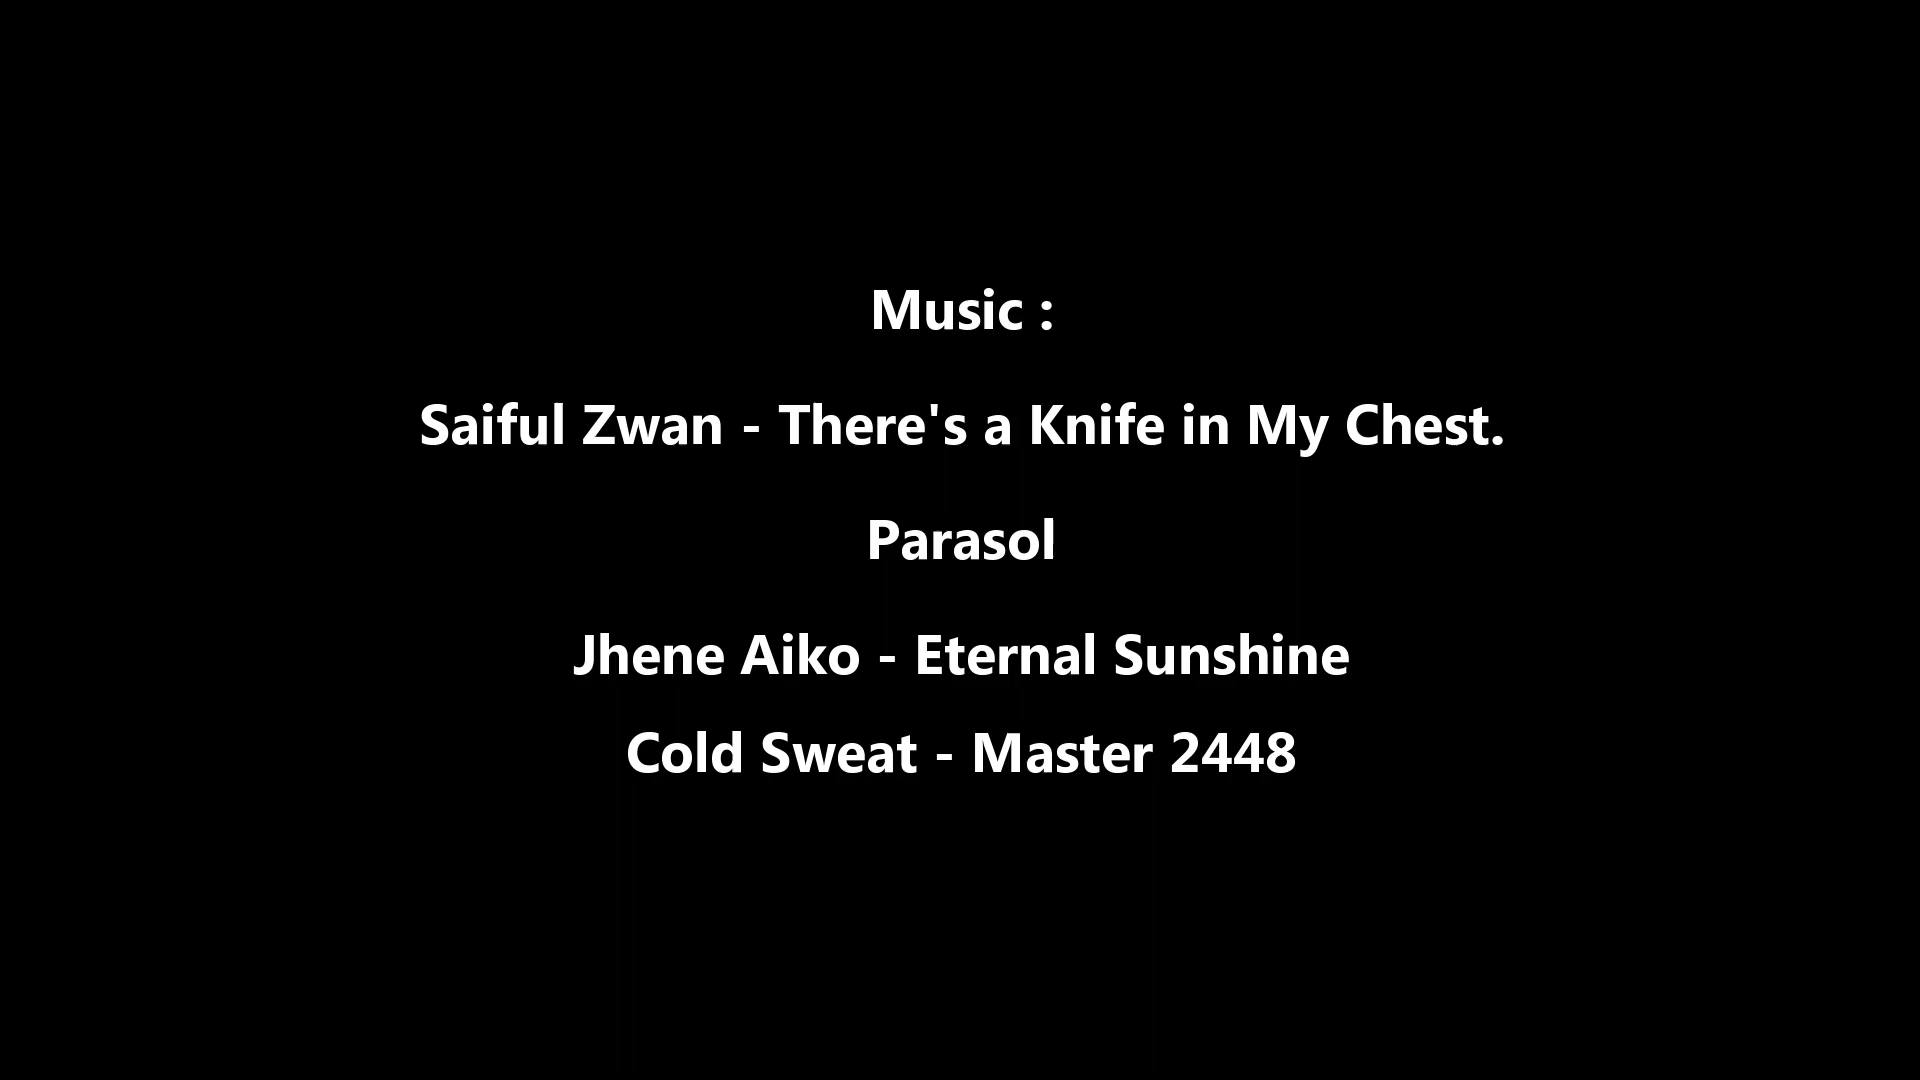 Music :
Saiful Zwan - There's a Knife in My Chest.
Parasol
Jhene Aiko - Eternal Sunshine
Cold Sweat - Master 2448